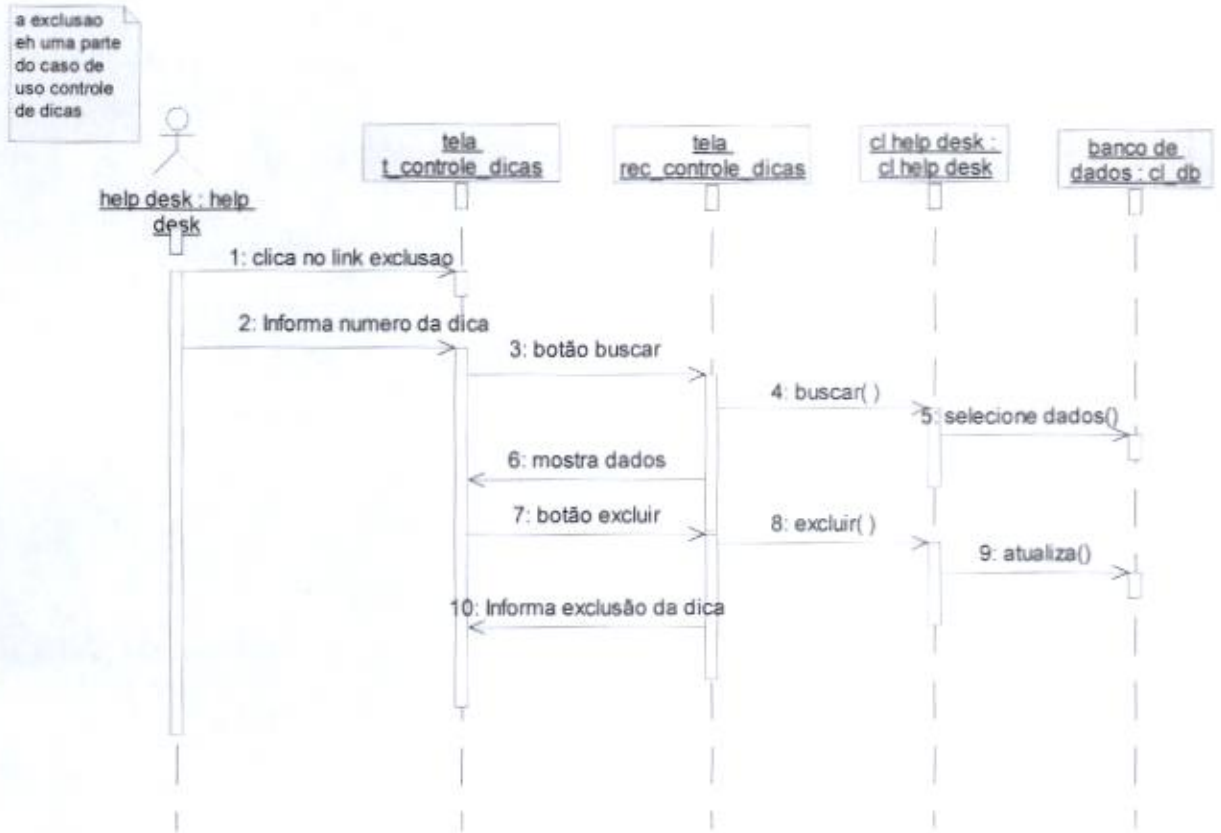 a exclusao
eh uma parte
do caso de
uso controle
de dicas
help desk : help
desk
tela
t_controle_dicas
tela
rec_controle_dicas
cl help desk :
cl help desk
banco de
dados : cl_db
1: clica no link exclusao
2: Informa numero da dica
3: botão buscar
4: buscar( )
5: selecione dados()
6: mostra dados
7: botão excluir
8: excluir( )
9: atualiza()
10: Informa exclusão da dica